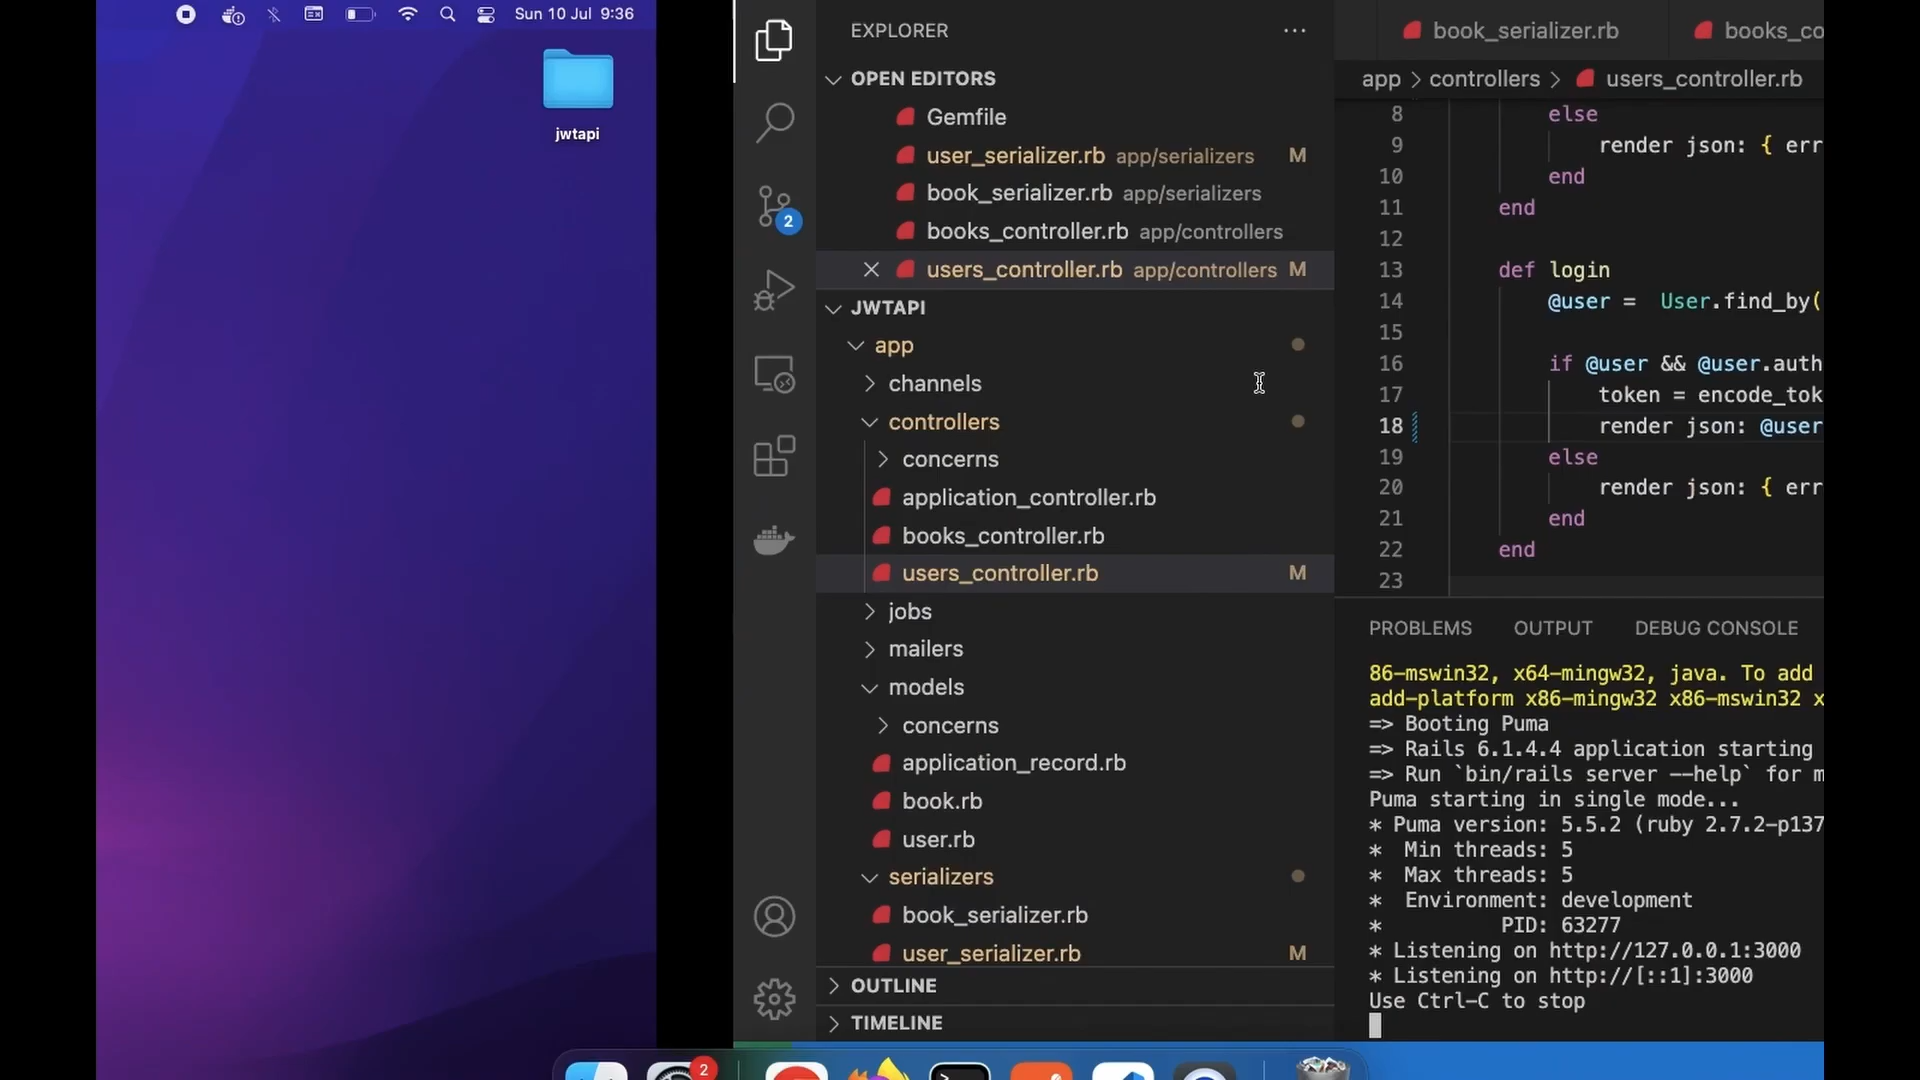 Sun 10 Jul 9:36
jwtapi
EXPLORER
OPEN EDITORS
Gemfile
user_serializer.rb app/serializers M
book_serializer.rb app/serializers
books_controller.rb app/controllers
users_controller.rb app/controllers M
JWTAPI
app
channels
controllers
concerns
application_controller.rb
books_controller.rb
users_controller.rb M
jobs
mailers
models
concerns
application_record.rb
book.rb
user.rb
serializers
book_serializer.rb
user_serializer.rb M
OUTLINE
TIMELINE
2
2
book_serializer.rb books_co
app > controllers > users_controller.rb
8 else
9 render json: { err
10 end
11 end
12
13 def login
14 @user = User.find_by(
15
16 if @user && @user.auth
17 token = encode_tok
18 render json: @user
19 else
20 render json: { err
21 end
22 end
23
PROBLEMS OUTPUT DEBUG CONSOLE
86-mswin32, x64-mingw32, java. To add
add-platform x86-mingw32 x86-mswin32 x
=> Booting Puma
=> Rails 6.1.4.4 application starting
=> Run `bin/rails server --help` for m
Puma starting in single mode...
* Puma version: 5.5.2 (ruby 2.7.2-p137
* Min threads: 5
* Max threads: 5
* Environment: development
* PID: 63277
* Listening on http://127.0.0.1:3000
* Listening on http://[::1]:3000
Use Ctrl-C to stop